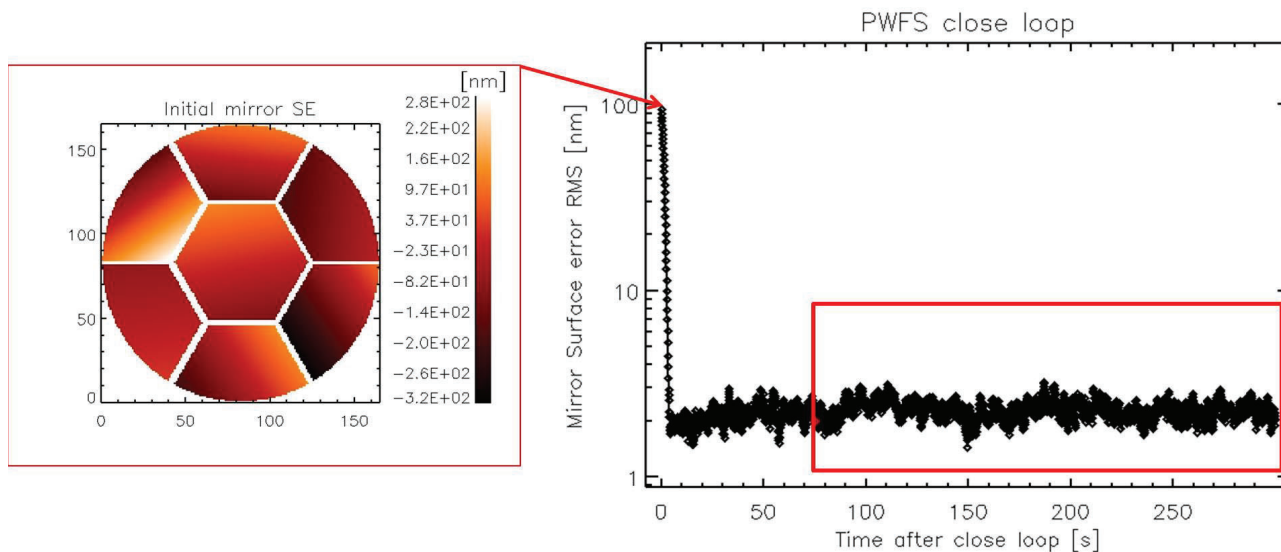 [nm]
Initial mirror SE
2.8E+02
2.2E+02
1.6E+02
9.7E+01
3.7E+01
−2.3E+01
−8.2E+01
−1.4E+02
−2.0E+02
−2.6E+02
−3.2E+02
150
100
50
0
0 50 100 150
PWFS close loop
Mirror Surface error RMS [nm]
100
10
1
0 50 100 150 200 250
Time after close loop [s]